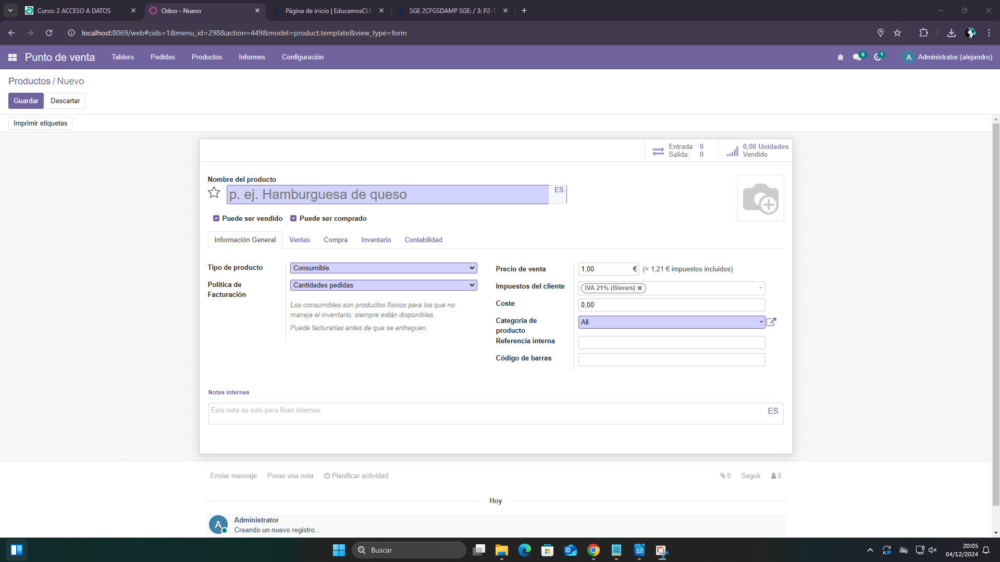 Curso: 2 ACCESO A DATOS
Odoo - Nuevo
Página de inicio | EducamosCLM
SGE 2CFGSDAMP SGE: / 3: P2-T
localhost:8069/web#cids=1&menu_id=298&action=449&model=product.template&view_type=form
Punto de venta
Tablero
Pedidos
Productos
Informes
Configuración
6
1
A
Administrator (alejandro)
Productos / Nuevo
Guardar
Descartar
Imprimir etiquetas
Entrada: 0
Salida: 0
0,00 Unidades
Vendido
Nombre del producto
p. ej. Hamburguesa de queso
ES
Puede ser vendido
Puede ser comprado
Información General
Ventas
Compra
Inventario
Contabilidad
Tipo de producto
Consumible
Política de
Facturación
Cantidades pedidas
Los consumibles son productos físicos para los que no
maneja el inventario: siempre están disponibles.
Puede facturarlas antes de que se entreguen.
Precio de venta
1,00 €
(= 1,21 € impuestos incluidos)
Impuestos del cliente
IVA 21% (Bienes)
Coste
0,00
Categoría de
producto
All
Referencia interna
Código de barras
Notas internas
Esta nota es solo para fines internos.
ES
Enviar mensaje
Poner una nota
Planificar actividad
0
Seguir
0
Hoy
A
Administrator
Creando un nuevo registro...
Buscar
20:05
04/12/2024